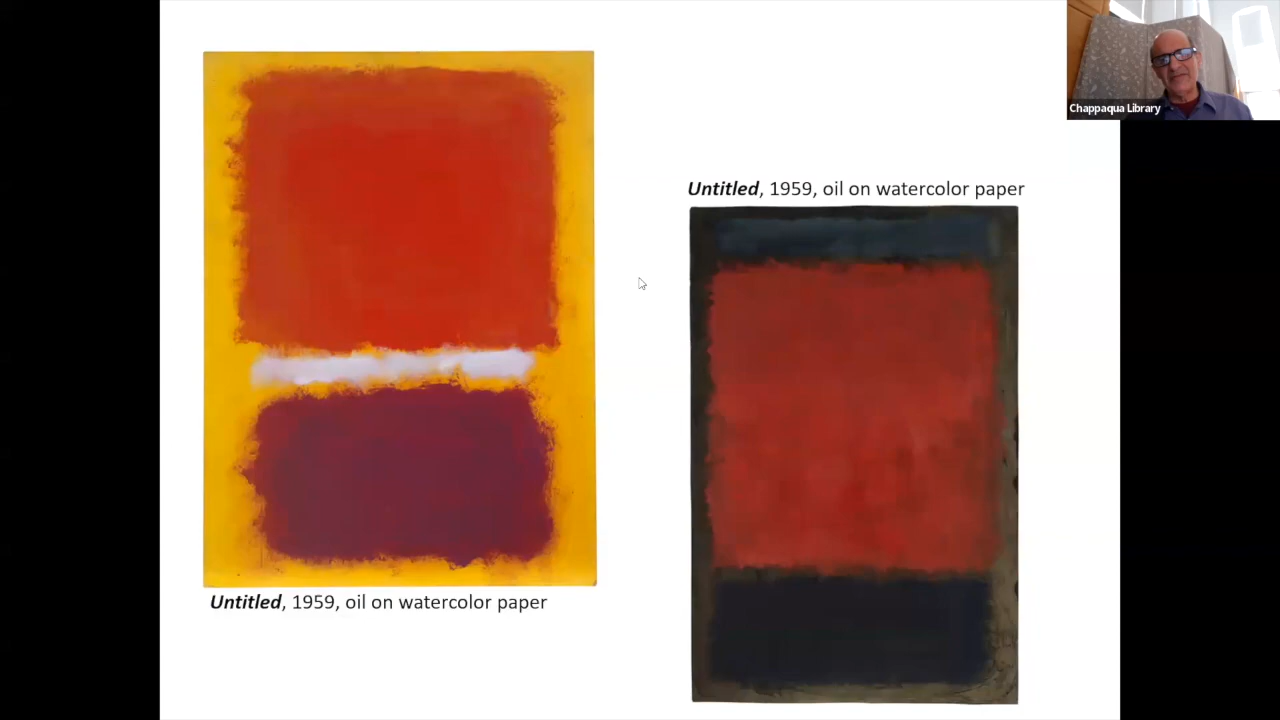 Chappaqua Library
Untitled, 1959, oil on watercolor paper
Untitled, 1959, oil on watercolor paper